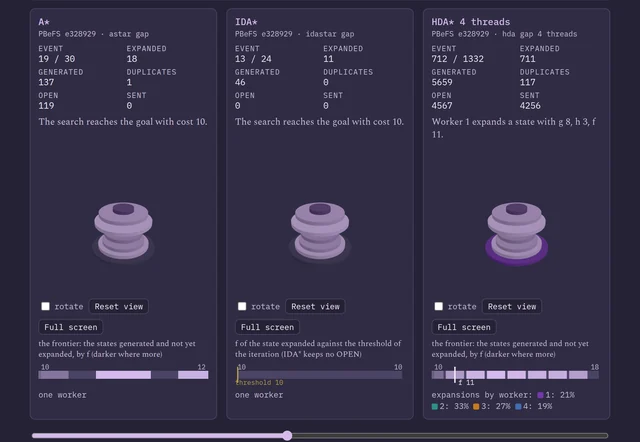 A*
PBeFS e328929 · astar gap
EVENT EXPANDED
19 / 30 18
GENERATED DUPLICATES
137 1
OPEN SENT
119 0
The search reaches the goal with cost 10.
rotate Reset view
Full screen
the frontier: the states generated and not yet
expanded, by f (darker where more)
10 12
one worker
IDA*
PBeFS e328929 · idastar gap
EVENT EXPANDED
13 / 24 11
GENERATED DUPLICATES
46 0
OPEN SENT
0 0
The search reaches the goal with cost 10.
rotate Reset view
Full screen
f of the state expanded against the threshold of
the iteration (IDA* keeps no OPEN)
10 10
threshold 10
one worker
HDA* 4 threads
PBeFS e328929 · hda gap 4 threads
EVENT EXPANDED
712 / 1332 711
GENERATED DUPLICATES
5659 117
OPEN SENT
4567 4256
Worker 1 expands a state with g 8, h 3, f
11.
rotate Reset view
Full screen
the frontier: the states generated and not yet
expanded, by f (darker where more)
10 18
f 11
expansions by worker: 1: 21%
2: 33% 3: 27% 4: 19%